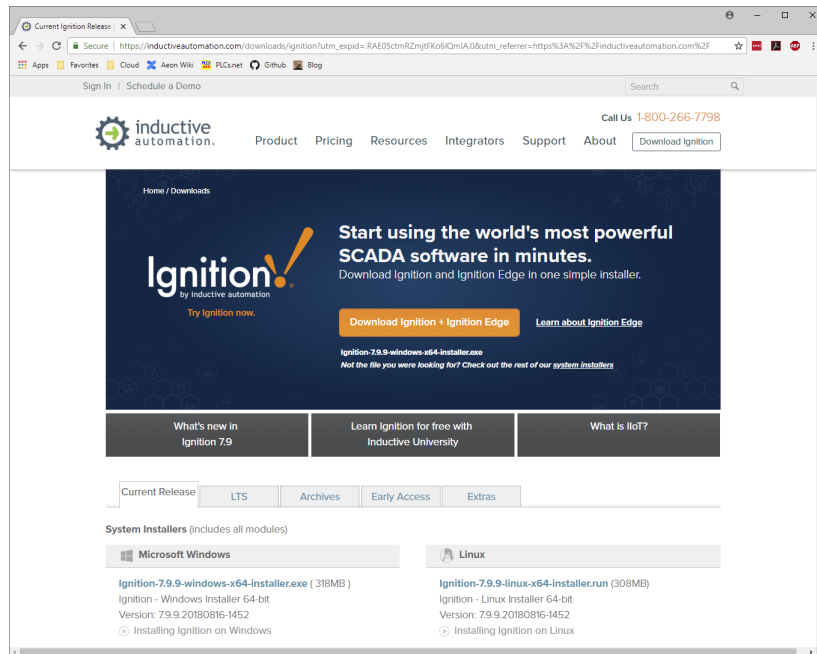 Current Ignition Release |
Secure | https://inductiveautomation.com/downloads/ignition?utm_expid=.RAE05ctmRZmjtFKo6lQmIA.0&utm_referrer=https%3A%2F%2Finductiveautomation.com%2F
Apps Favorites Cloud Aeon Wiki PLCs.net Github Blog
Sign In | Schedule a Demo Search
Call Us 1-800-266-7798
inductive
automation.
Product Pricing Resources Integrators Support About Download Ignition
Home / Downloads
Start using the world's most powerful
SCADA software in minutes.
Download Ignition and Ignition Edge in one simple installer.
Ignition!
by inductive automation
Try Ignition now.
Download Ignition + Ignition Edge Learn about Ignition Edge
Ignition-7.9.9-windows-x64-installer.exe
Not the file you were looking for? Check out the rest of our system installers
What's new in
Ignition 7.9
Learn Ignition for free with
Inductive University
What is IIoT?
Current Release LTS Archives Early Access Extras
System Installers (includes all modules)
Microsoft Windows
Ignition-7.9.9-windows-x64-installer.exe ( 318MB )
Ignition - Windows Installer 64-bit
Version: 7.9.9.20180816-1452
Installing Ignition on Windows
Linux
Ignition-7.9.9-linux-x64-installer.run (308MB)
Ignition - Linux Installer 64-bit
Version: 7.9.9.20180816-1452
Installing Ignition on Linux